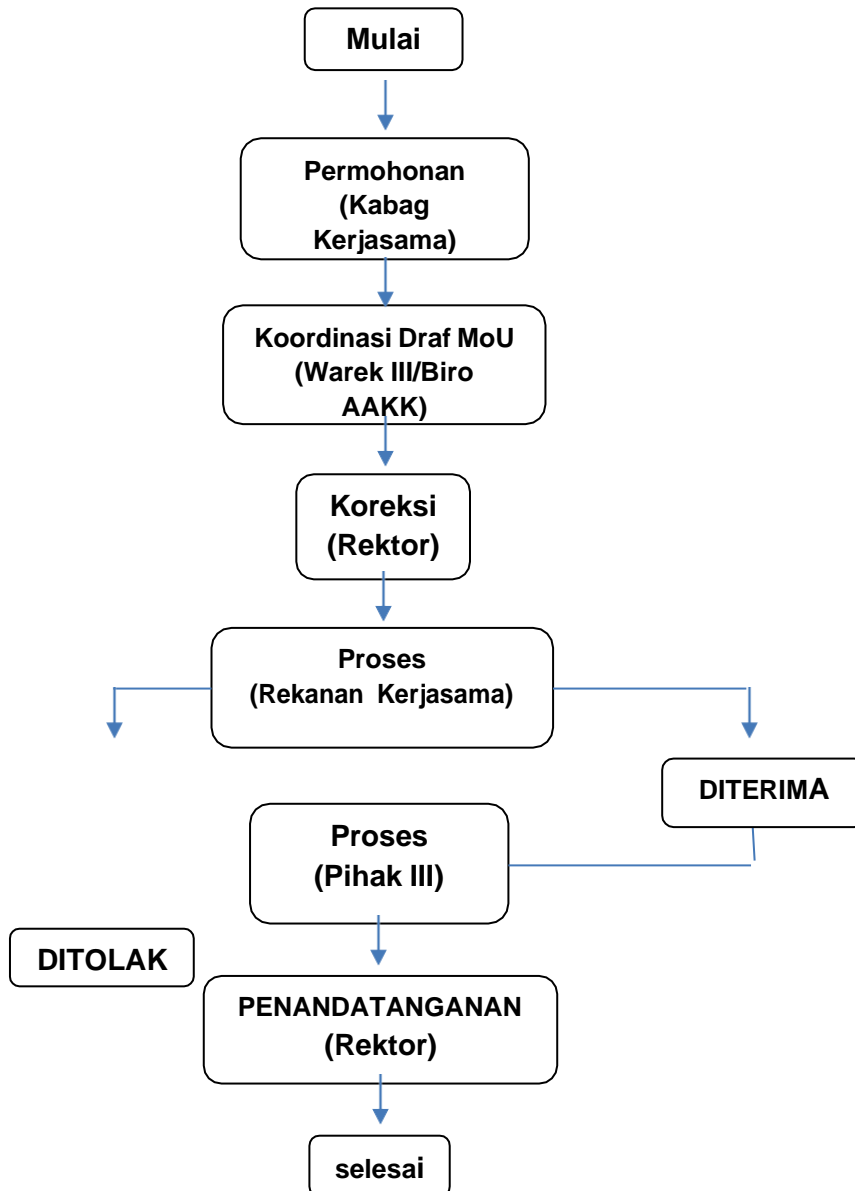 Mulai
Permohonan
(Kabag
Kerjasama)
Koordinasi Draf MoU
(Warek III/Biro
AAKK)
Koreksi
(Rektor)
Proses
(Rekanan Kerjasama)
DITERIMA
Proses
(Pihak III)
DITOLAK
PENANDATANGANAN
(Rektor)
selesai